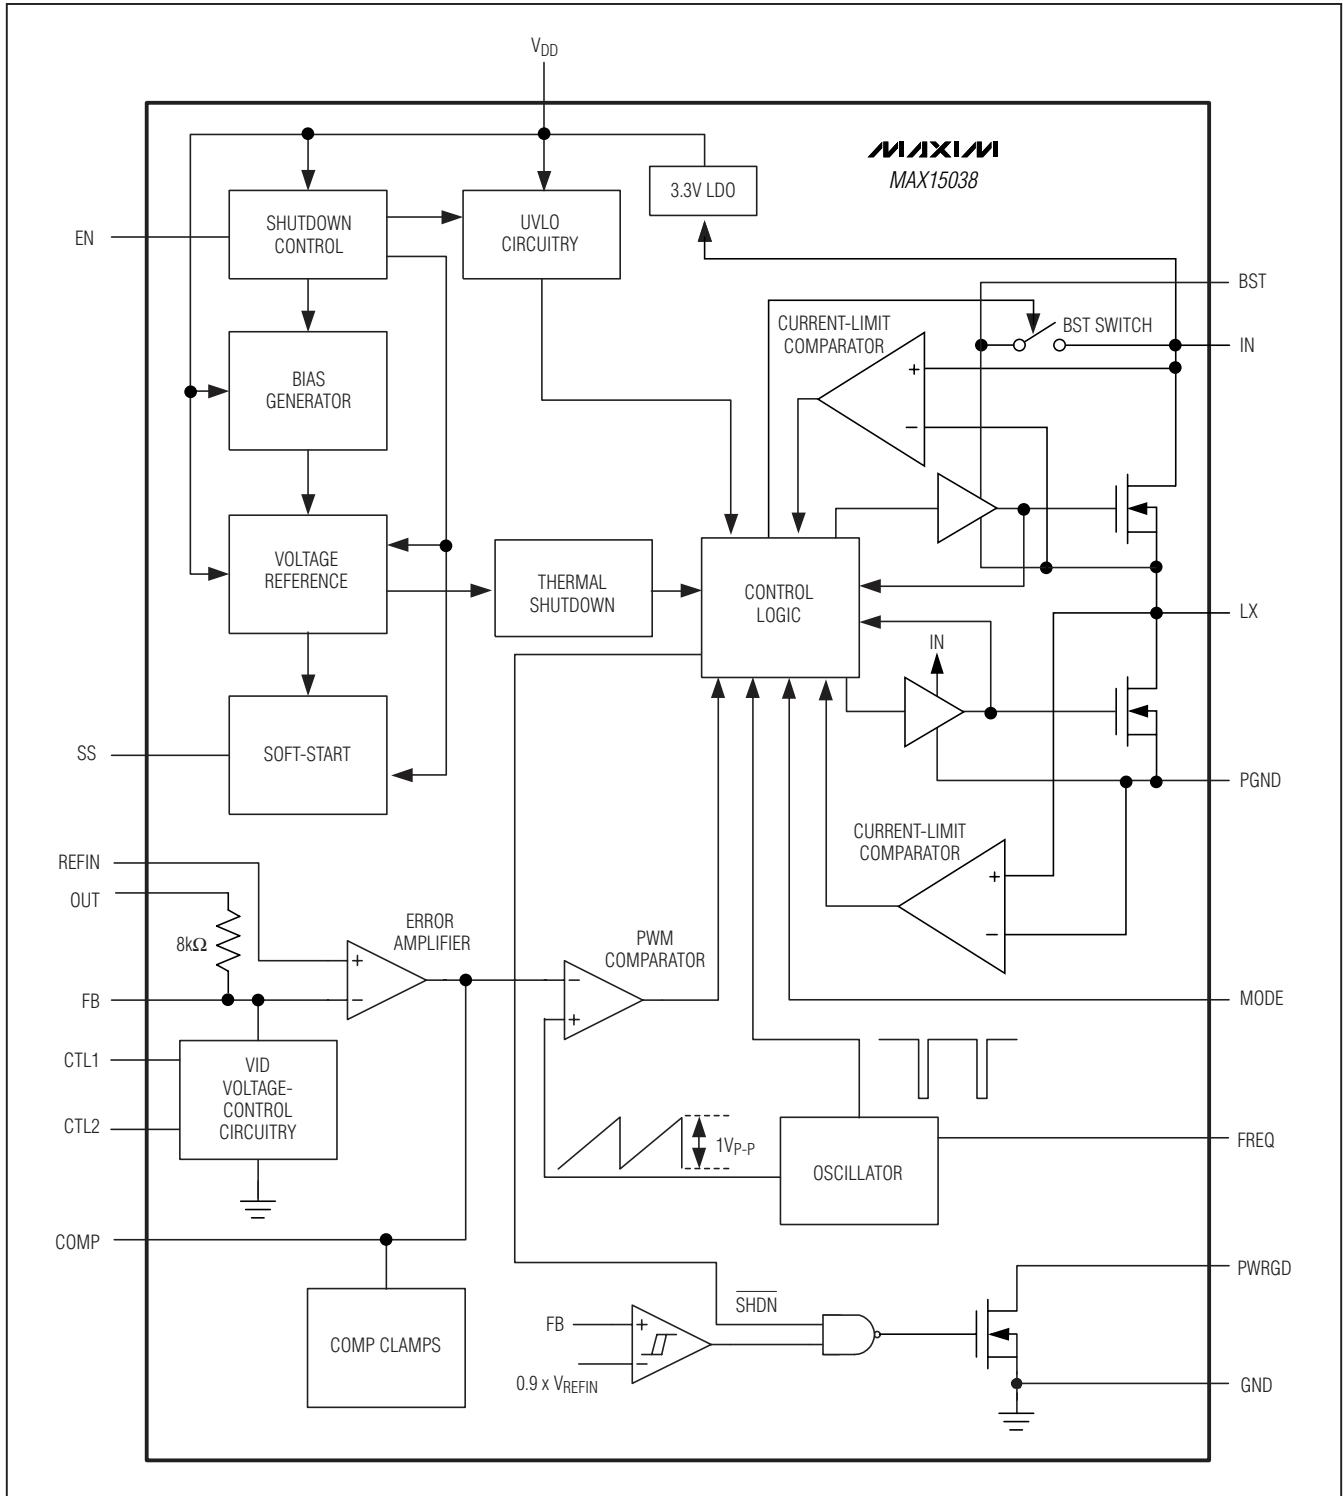 VDD
MAXIM
MAX15038
3.3V LDO
SHUTDOWN
CONTROL
UVLO
CIRCUITRY
EN
BST
CURRENT-LIMIT
COMPARATOR
BST SWITCH
IN
BIAS
GENERATOR
+
−
VOLTAGE
REFERENCE
THERMAL
SHUTDOWN
CONTROL
LOGIC
LX
IN
SS
SOFT-START
PGND
CURRENT-LIMIT
COMPARATOR
+
−
REFIN
OUT
8kΩ
ERROR
AMPLIFIER
PWM
COMPARATOR
+
−
−
+
FB
MODE
CTL1
CTL2
VID
VOLTAGE-
CONTROL
CIRCUITRY
1VP-P
OSCILLATOR
FREQ
COMP
COMP CLAMPS
PWRGD
SHDN
FB
+
−
0.9 x VREFIN
GND